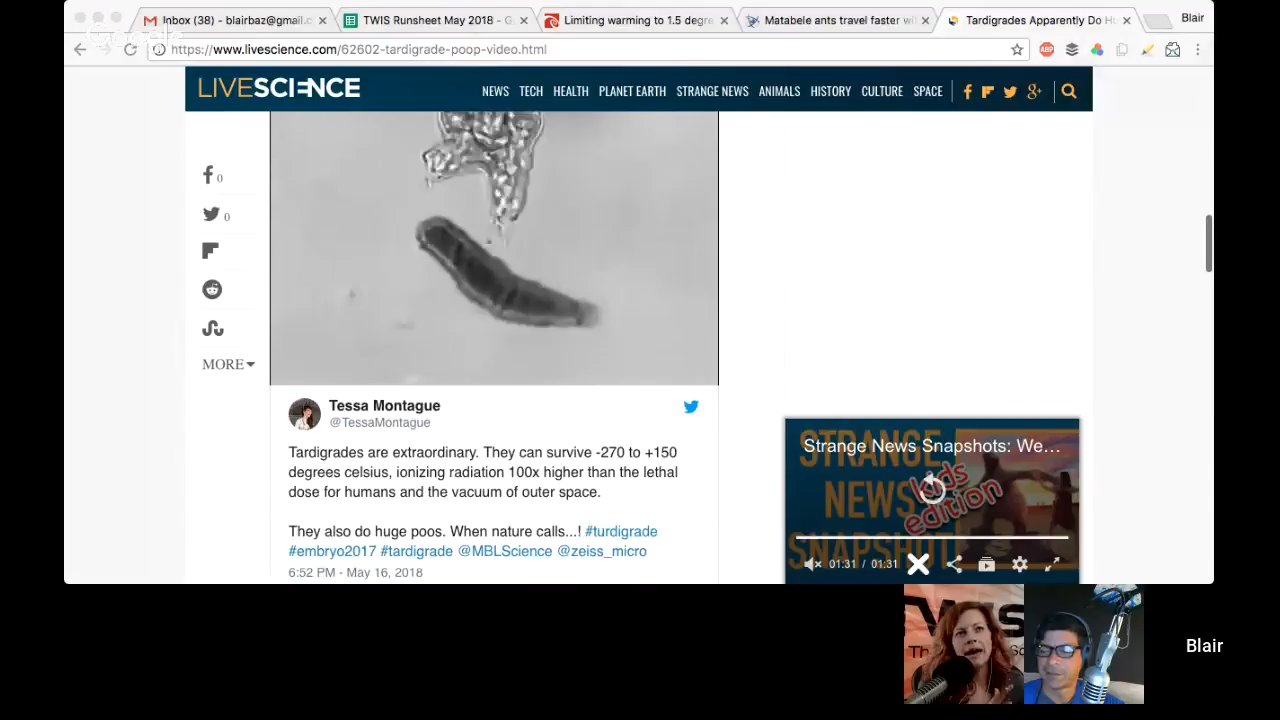 Inbox (38) - blairbaz@gmail.c
TWIS Runsheet May 2018 - G
Limiting warming to 1.5 degre
Matabele ants travel faster wi
Tardigrades Apparently Do Hu
Blair
Google
https://www.livescience.com/62602-tardigrade-poop-video.html
ABP
LIVESCIENCE
NEWS TECH HEALTH PLANET EARTH STRANGE NEWS ANIMALS HISTORY CULTURE SPACE
0
0
MORE
Tessa Montague
@TessaMontague
Tardigrades are extraordinary. They can survive -270 to +150
degrees celsius, ionizing radiation 100x higher than the lethal
dose for humans and the vacuum of outer space.
They also do huge poos. When nature calls...! #turdigrade
#embryo2017 #tardigrade @MBLScience @zeiss_micro
6:52 PM - May 16, 2018
Strange News Snapshots: We...
STRANGE
NEWS
SNAPSHOT
kids
edition
01:31 / 01:31
Blair